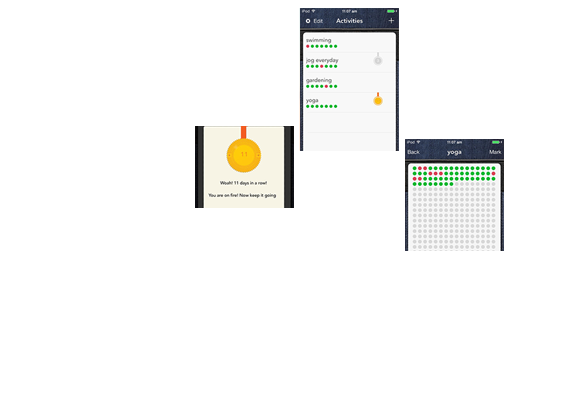 iPod 11:07 am
Edit Activities +
swimming
jog everyday
gardening
yoga
11
Woah! 11 days in a row!
You are on fire! Now keep it going
iPod 11:07 am
Back yoga Mark